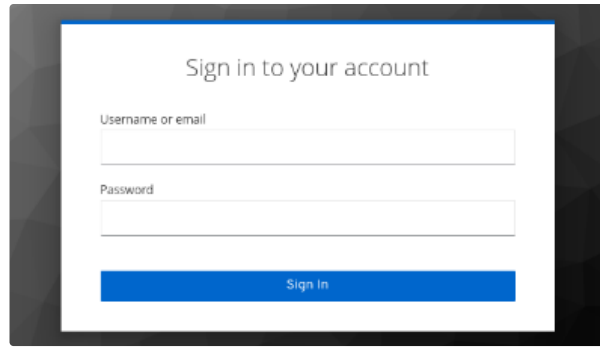 Sign in to your account
Username or email
Password
Sign In